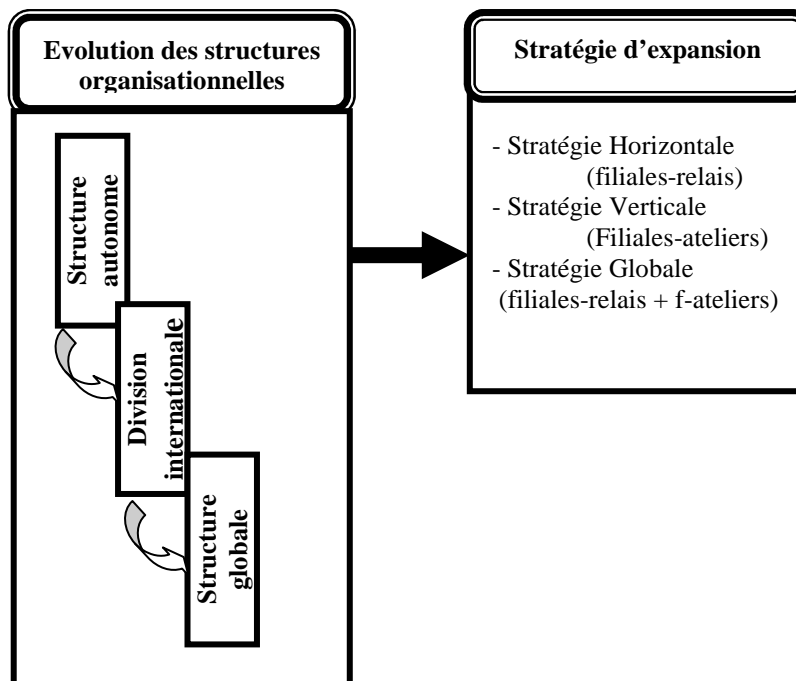 Evolution des structures
organisationnelles
Structure
autonome
Division
internationale
Structure
globale
Stratégie d'expansion
- Stratégie Horizontale
(filiales-relais)
- Stratégie Verticale
(Filiales-ateliers)
- Stratégie Globale
(filiales-relais + f-ateliers)